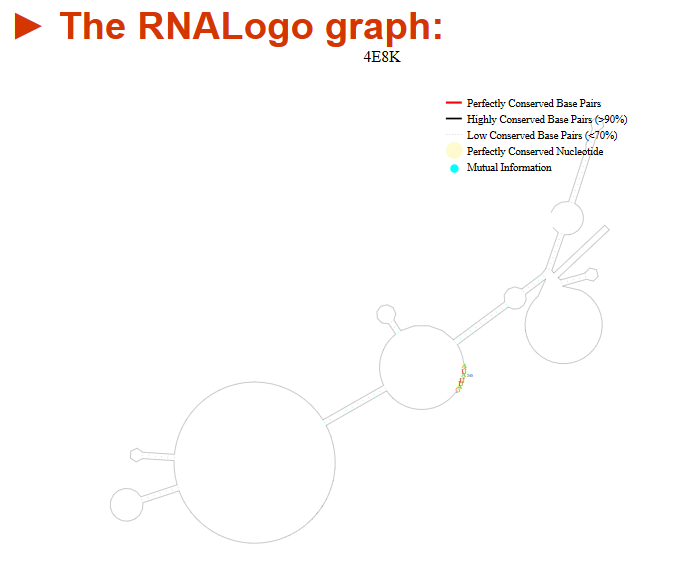 ► The RNALogo graph:
4E8K
Perfectly Conserved Base Pairs
Highly Conserved Base Pairs (>90%)
Low Conserved Base Pairs (<70%)
Perfectly Conserved Nucleotide
Mutual Information